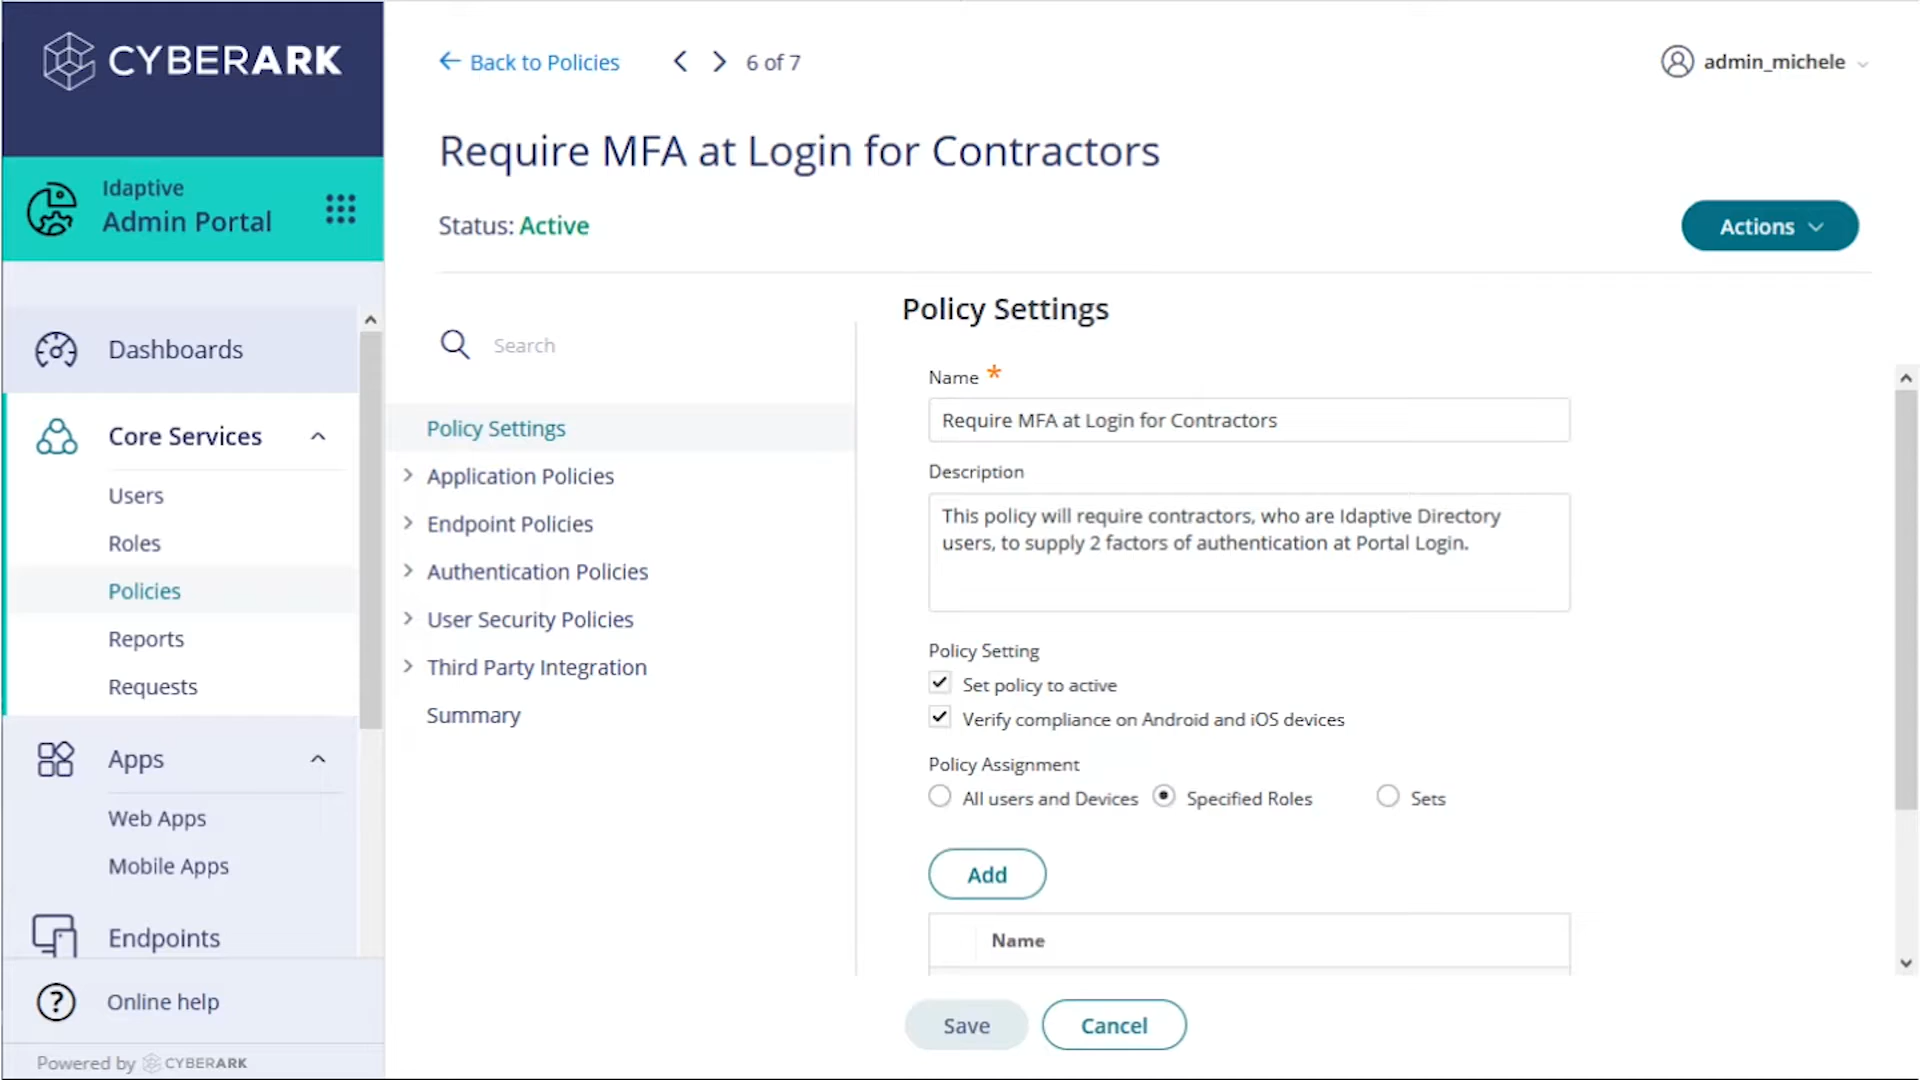 CYBERARK
Idaptive
Admin Portal
Dashboards
Core Services
Users
Roles
Policies
Reports
Requests
Apps
Web Apps
Mobile Apps
Endpoints
Online help
Powered by CYBERARK
Back to Policies
6 of 7
admin_michele
Require MFA at Login for Contractors
Status: Active
Actions
Search
Policy Settings
Application Policies
Endpoint Policies
Authentication Policies
User Security Policies
Third Party Integration
Summary
Policy Settings
Name *
Require MFA at Login for Contractors
Description
This policy will require contractors, who are Idaptive Directory
users, to supply 2 factors of authentication at Portal Login.
Policy Setting
Set policy to active
Verify compliance on Android and iOS devices
Policy Assignment
All users and Devices Specified Roles Sets
Add
Name
Save Cancel